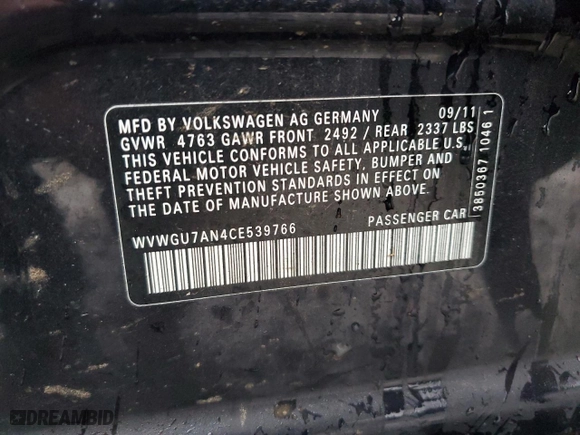 MFD BY VOLKSWAGEN AG GERMANY 09/11
GVWR 4763 GAWR FRONT 2492 / REAR 2337 LBS
THIS VEHICLE CONFORMS TO ALL APPLICABLE U.S.
FEDERAL MOTOR VEHICLE SAFETY, BUMPER AND
THEFT PREVENTION STANDARDS IN EFFECT ON
THE DATE OF MANUFACTURE SHOWN ABOVE.
WVWGU7AN4CE539766 PASSENGER CAR
3850367 1046 1
DREAMBID